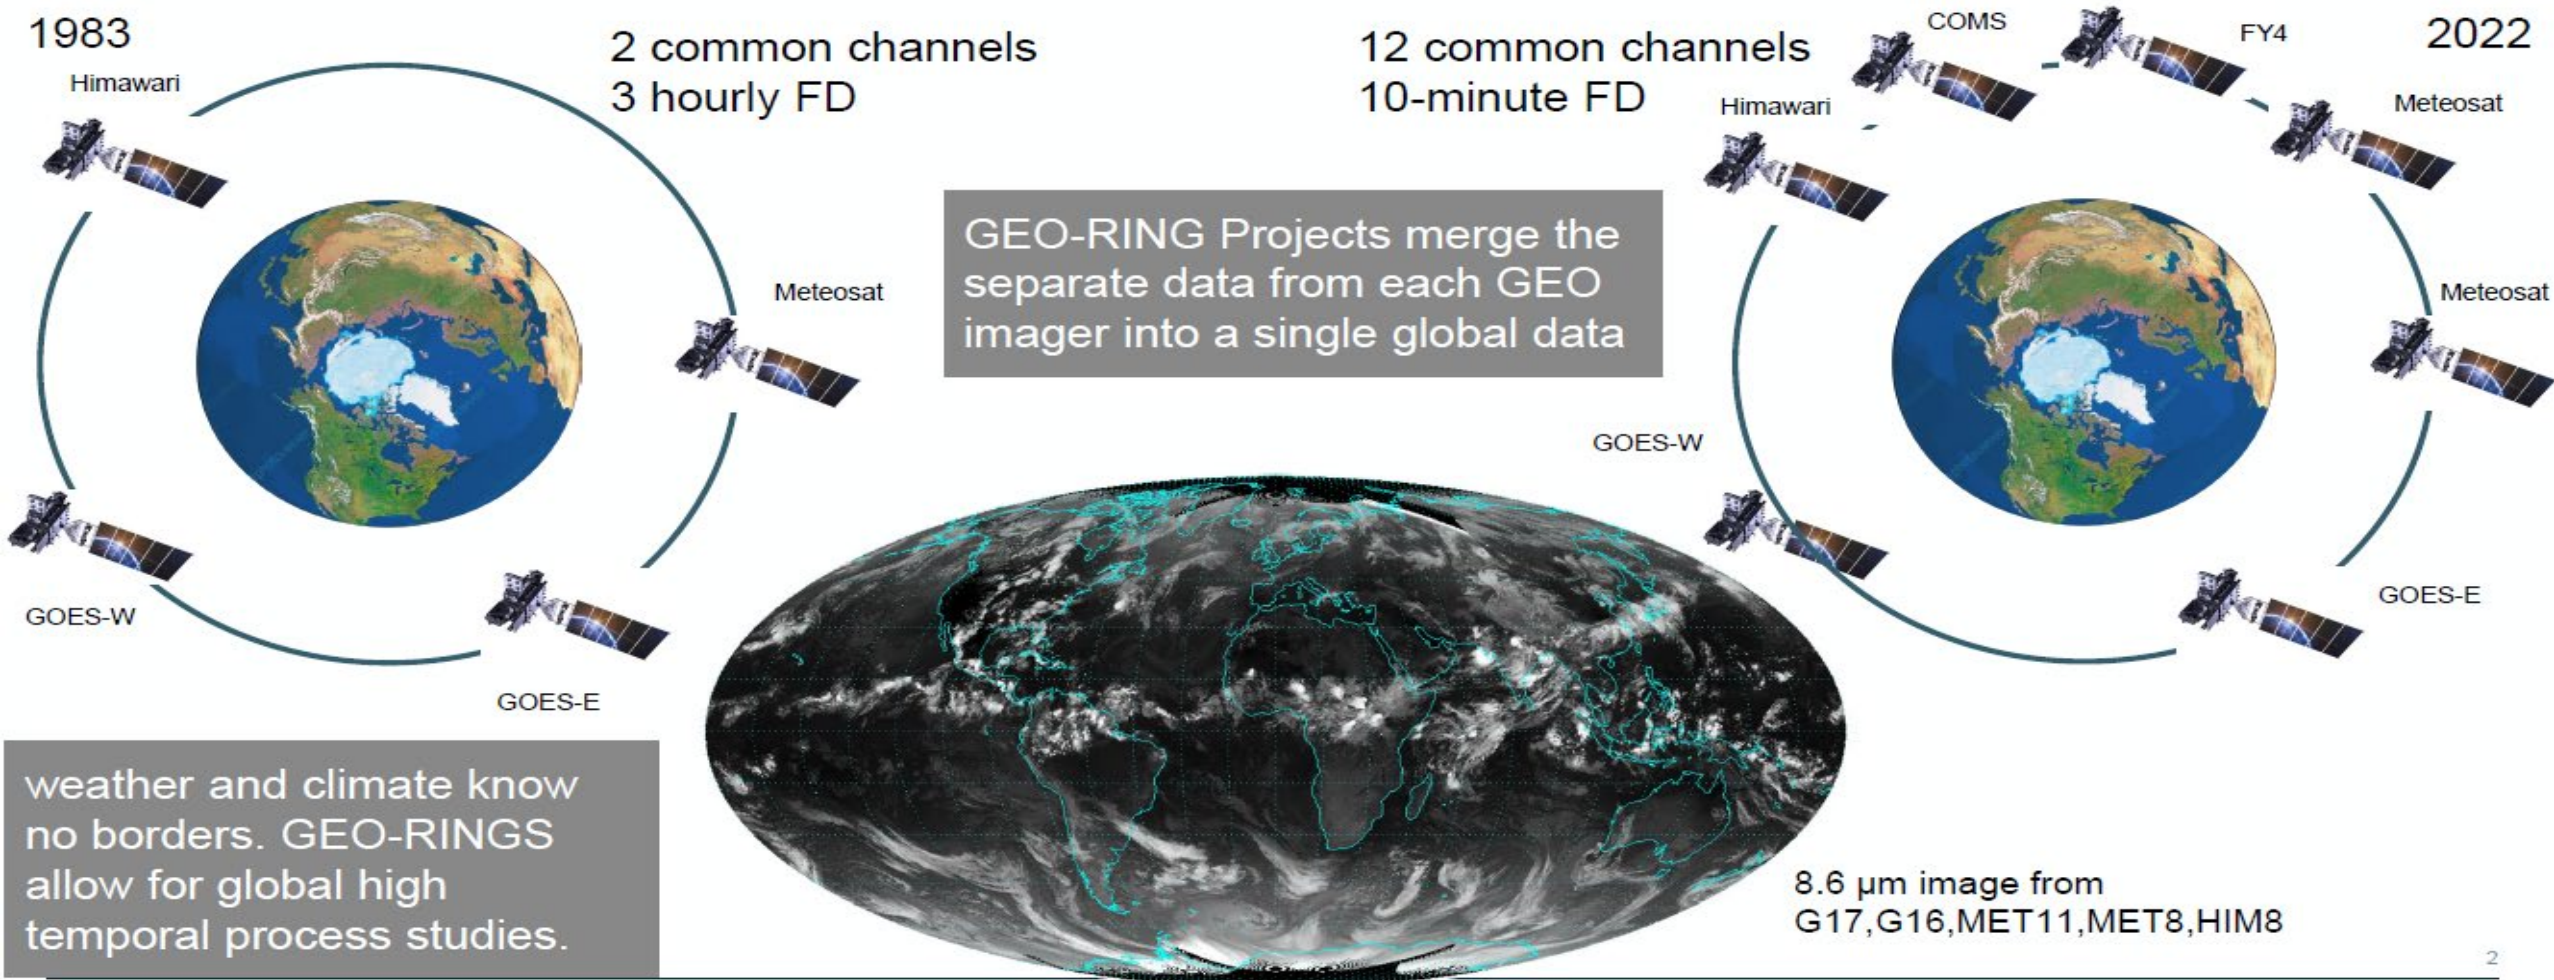 1983
Himawari
2 common channels
3 hourly FD
Meteosat
GOES-W
GOES-E
12 common channels
10-minute FD
COMS
FY4
2022
Himawari
Meteosat
Meteosat
GOES-W
GOES-E
GEO-RING Projects merge the
separate data from each GEO
imager into a single global data
weather and climate know
no borders. GEO-RINGS
allow for global high
temporal process studies.
8.6 µm image from
G17,G16,MET11,MET8,HIM8
2